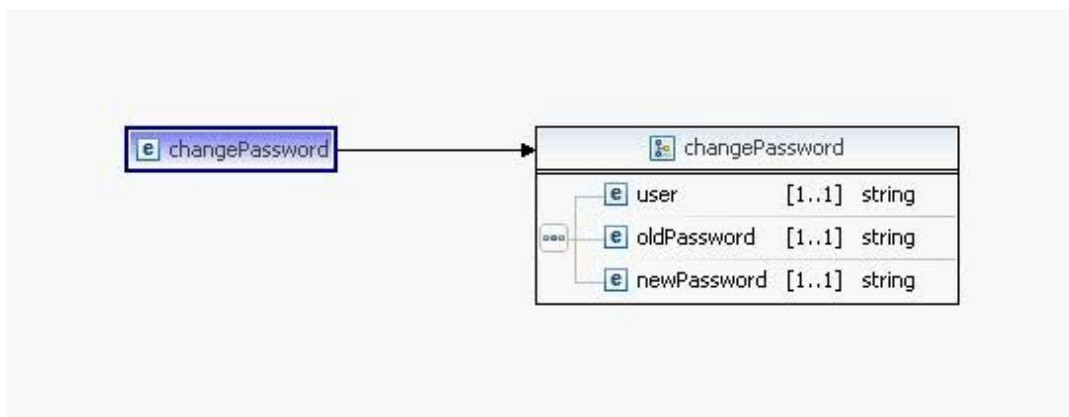 e changePassword
changePassword
e user [1..1] string
e oldPassword [1..1] string
e newPassword [1..1] string